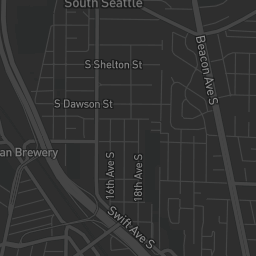 South Seattle
S Shelton St
Beacon Ave S
S Dawson St
an Brewery
16th Ave S
18th Ave S
Swift Ave S